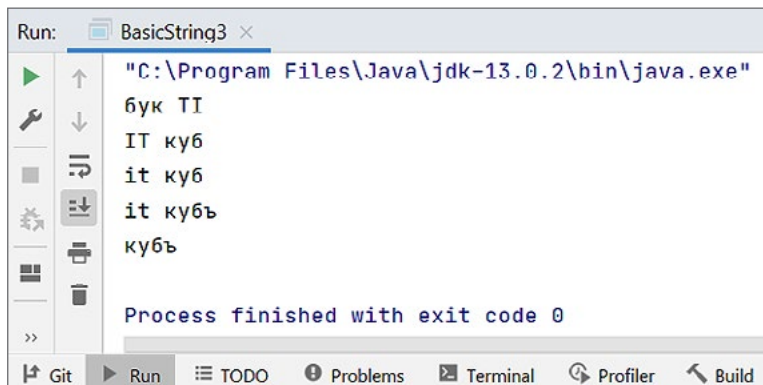 Run: BasicString3
"C:\Program Files\Java\jdk-13.0.2\bin\java.exe"
бук TI
IT куб
it куб
it кубъ
кубъ
Process finished with exit code 0
Git Run TODO Problems Terminal Profiler Build